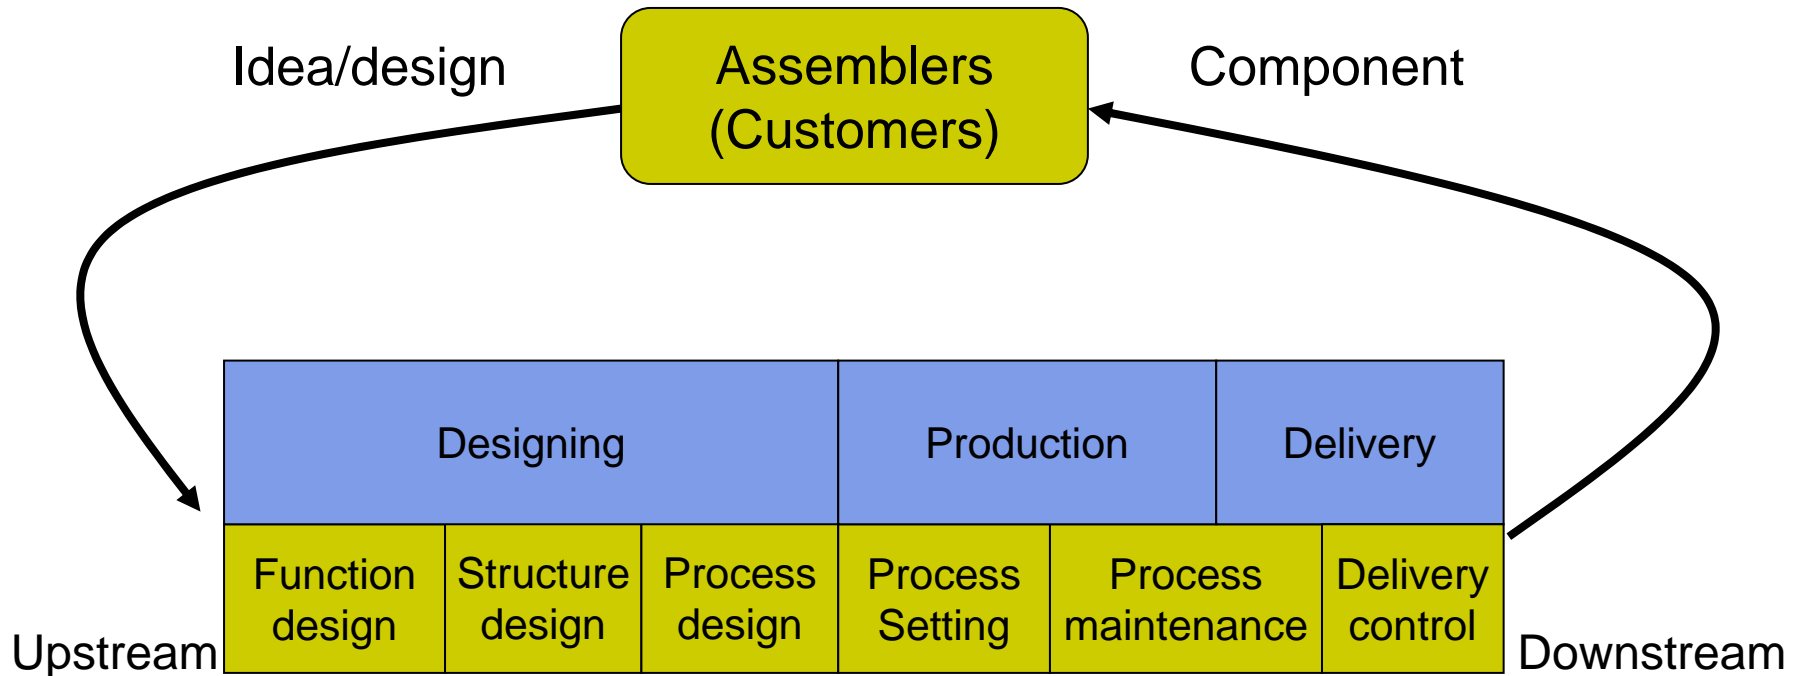 Idea/design
Assemblers
(Customers)
Component
Designing
Production
Delivery
Function
design
Structure
design
Process
design
Process
Setting
Process
maintenance
Delivery
control
Upstream
Downstream